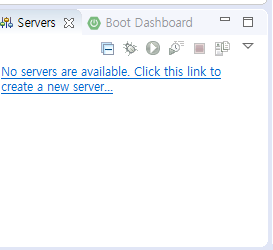 Servers
Boot Dashboard
No servers are available. Click this link to
create a new server...